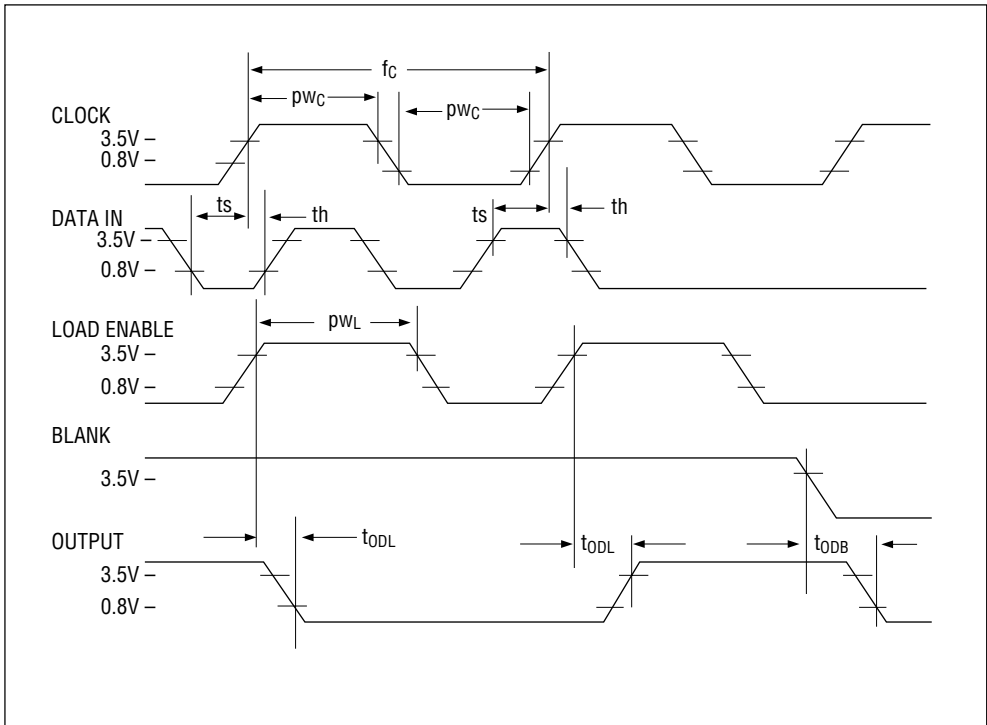 fC
pwC
pwC
CLOCK
3.5V –
0.8V –
ts
th
ts
th
DATA IN
3.5V –
0.8V –
pwL
LOAD ENABLE
3.5V –
0.8V –
BLANK
3.5V –
tODL
tODL
tODB
OUTPUT
3.5V –
0.8V –